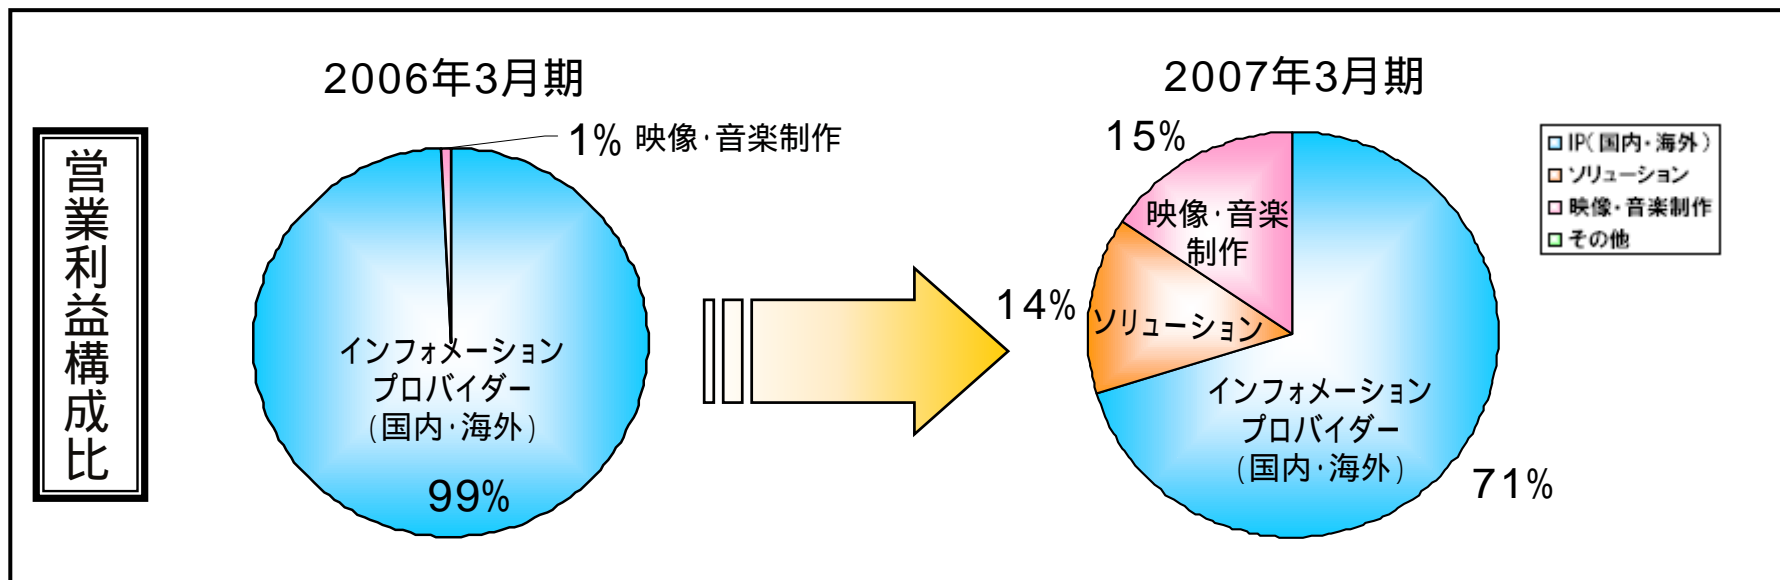 営業利益構成比
2006年3月期
1% 映像・音楽制作
インフォメーション
プロバイダー
(国内・海外)
99%
2007年3月期
15%
映像・音楽
制作
14%
ソリューション
インフォメーション
プロバイダー
(国内・海外)
71%
IP(国内・海外)
ソリューション
映像・音楽制作
その他